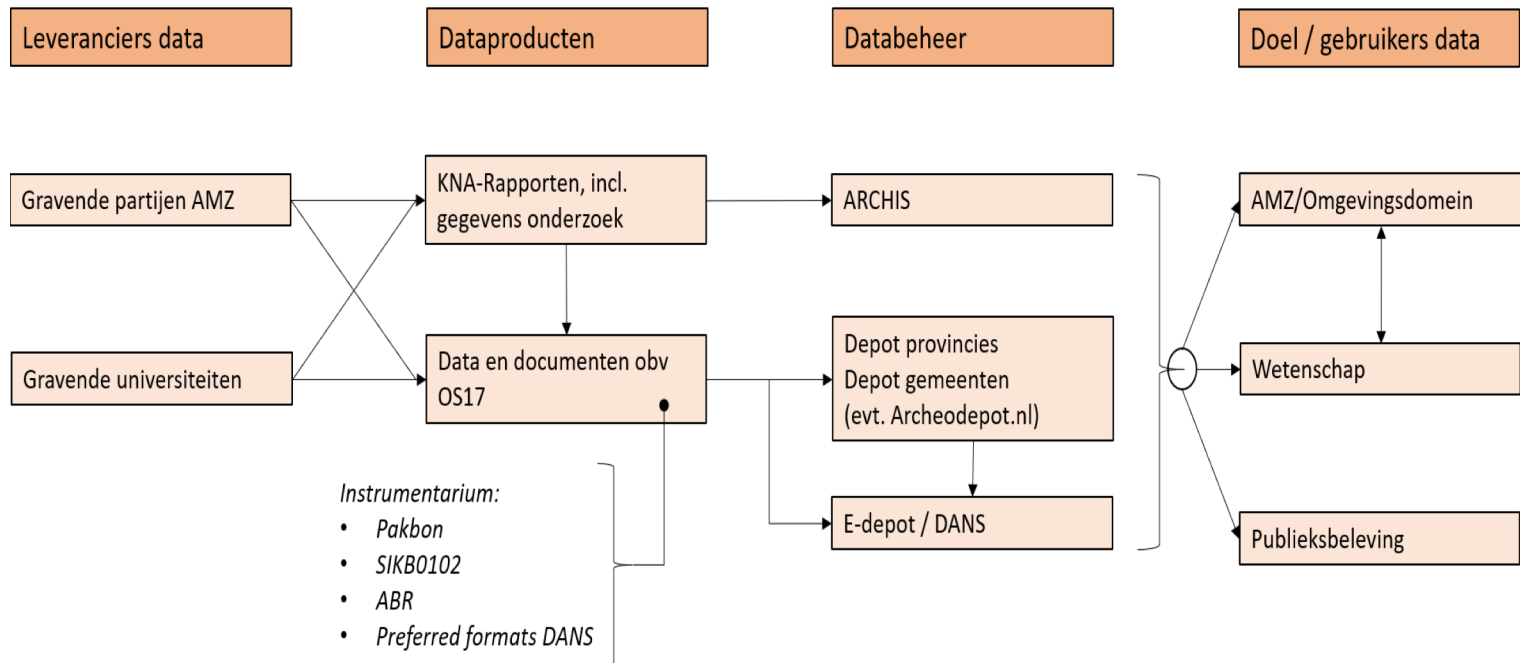 Leveranciers data
Dataproducten
Databeheer
Doel / gebruikers data
Gravende partijen AMZ
KNA-Rapporten, incl.
gegevens onderzoek
ARCHIS
AMZ/Omgevingsdomein
Gravende universiteiten
Data en documenten obv
OS17
Depot provincies
Depot gemeenten
(evt. Archeodepot.nl)
Wetenschap
E-depot / DANS
Publieksbeleving
Instrumentarium:
• Pakbon
• SIKB0102
• ABR
• Preferred formats DANS